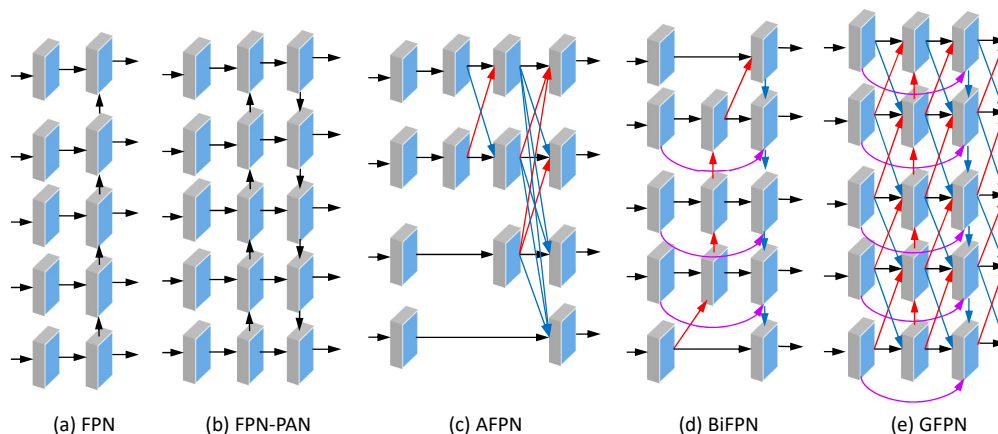 (a) FPN
(b) FPN-PAN
(c) AFPN
(d) BiFPN
(e) GFPN